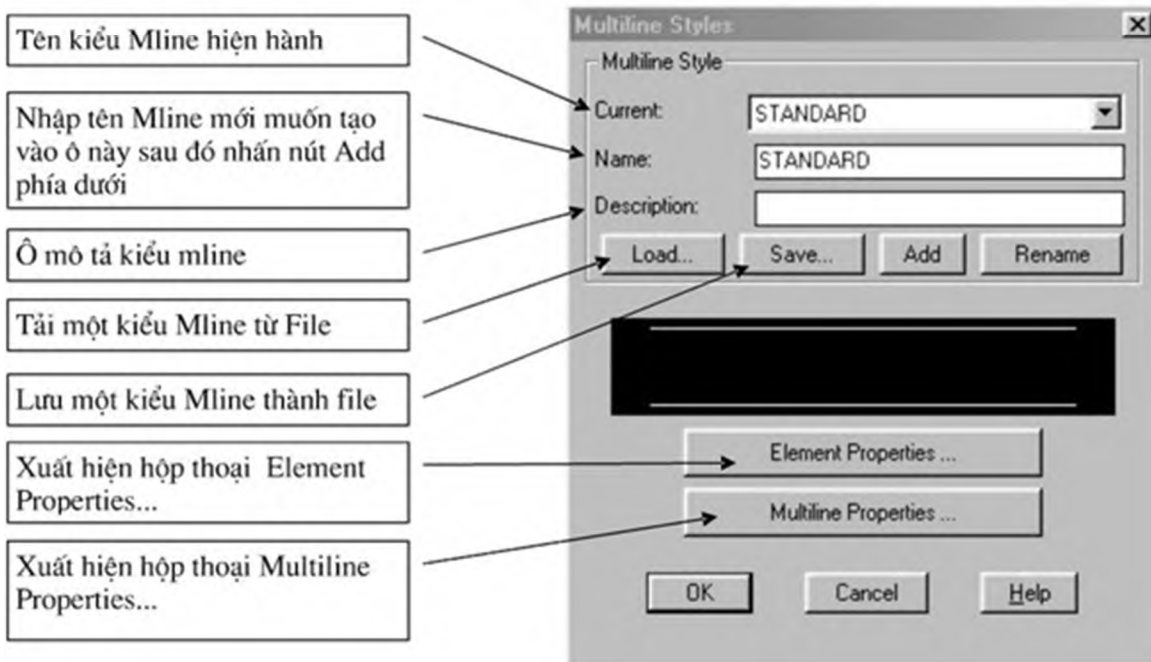 Tên kiểu Mline hiện hành
Nhập tên Mline mới muốn tạo
vào ô này sau đó nhấn nút Add
phía dưới
Ô mô tả kiểu mline
Tải một kiểu Mline từ File
Lưu một kiểu Mline thành file
Xuất hiện hộp thoại Element
Properties...
Xuất hiện hộp thoại Multiline
Properties...
Multiline Styles
Multiline Style
Current: STANDARD
Name: STANDARD
Description:
Load... Save... Add Rename
Element Properties ...
Multiline Properties ...
OK Cancel Help